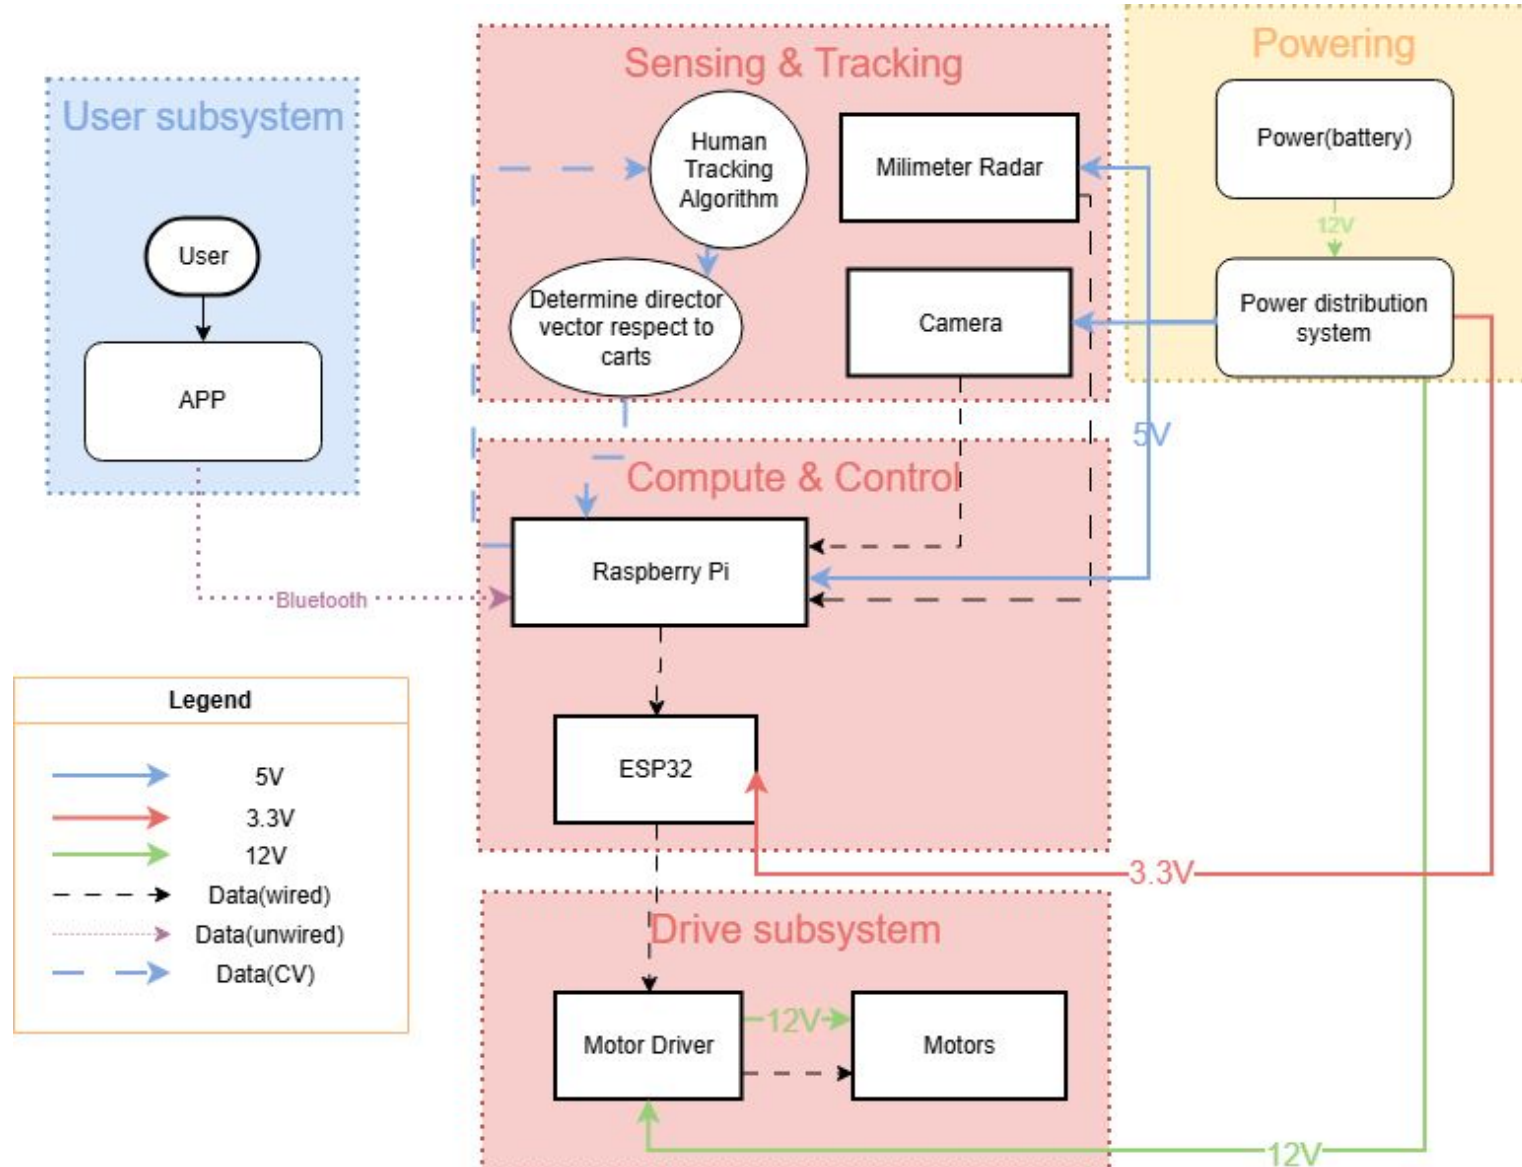 User subsystem
User
APP
Bluetooth
Sensing & Tracking
Human
Tracking
Algorithm
Milimeter Radar
Determine director
vector respect to
carts
Camera
Powering
Power(battery)
12V
Power distribution
system
5V
Compute & Control
Raspberry Pi
ESP32
3.3V
Drive subsystem
Motor Driver
12V
Motors
12V
Legend
5V
3.3V
12V
Data(wired)
Data(unwired)
Data(CV)